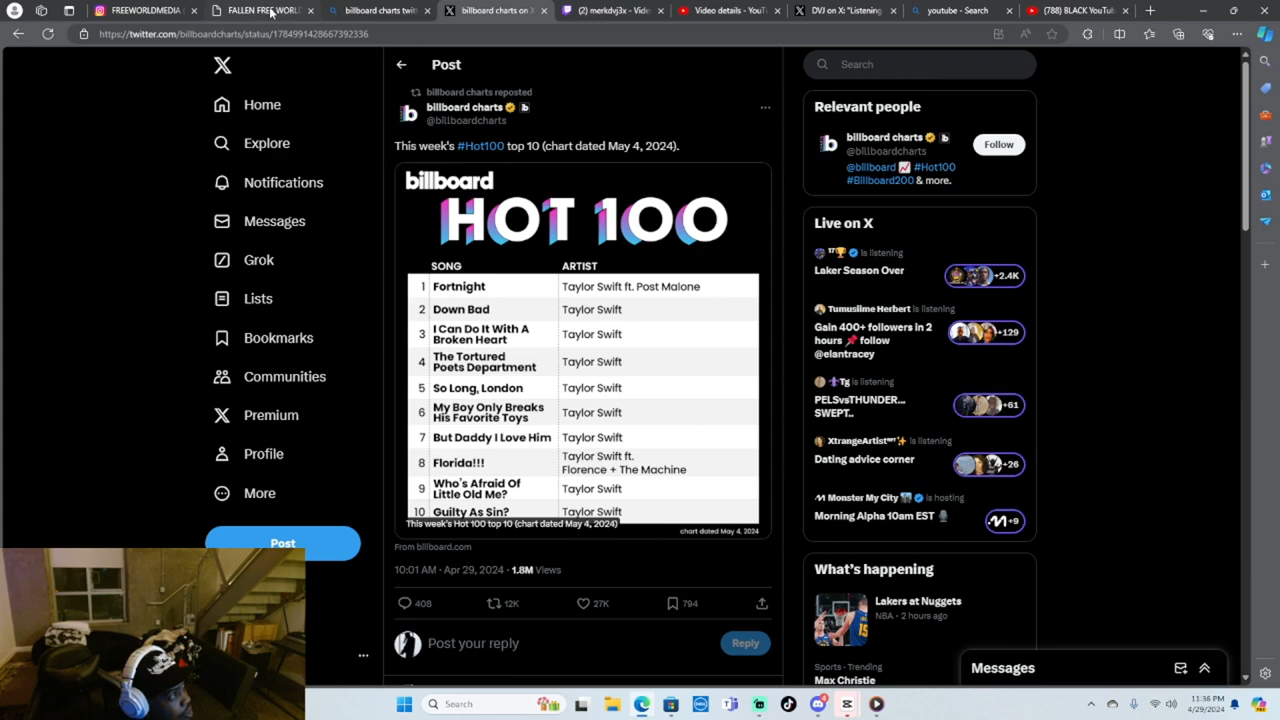 FREEWORLDMEDIA
FALLEN FREE WORLD
billboard charts twitt
billboard charts on X
merkdvj3x - Vide
Video details - YouTu
DVJ on X: "Listening
youtube - Search
(788) BLACK YouTub
https://twitter.com/billboardcharts/status/1784991428667392336
Home
Explore
Notifications
Messages
Grok
Lists
Bookmarks
Communities
Premium
Profile
More
Post
Post
billboard charts reposted
billboard charts
@billboardcharts
This week's #Hot100 top 10 (chart dated May 4, 2024).
billboard
HOT 100
SONG ARTIST
1 Fortnight Taylor Swift ft. Post Malone
2 Down Bad Taylor Swift
3 I Can Do It With A Broken Heart Taylor Swift
4 The Tortured Poets Department Taylor Swift
5 So Long, London Taylor Swift
6 My Boy Only Breaks His Favorite Toys Taylor Swift
7 But Daddy I Love Him Taylor Swift
8 Florida!!! Taylor Swift ft. Florence + The Machine
9 Who's Afraid Of Little Old Me? Taylor Swift
10 Guilty As Sin? Taylor Swift
This week's Hot 100 top 10 (chart dated May 4, 2024)
chart dated May 4, 2024
From billboard.com
10:01 AM · Apr 29, 2024 · 1.8M Views
408 12K 27K 794
Post your reply
Reply
Search
Relevant people
billboard charts
@billboardcharts
Follow
@billboard #Hot100
#Billboard200 & more.
Live on X
is listening
Laker Season Over
+2.4K
Tumusiime Herbert is listening
Gain 400+ followers in 2
hours follow
@elantracey
+129
Tg is listening
PELSvsTHUNDER...
SWEPT..
+61
XtrangeArtist is listening
Dating advice corner
+26
Monster My City is hosting
Morning Alpha 10am EST
+9
What's happening
Lakers at Nuggets
NBA · 2 hours ago
Sports · Trending
Max Christie
Messages
Search
11:36 PM
4/29/2024